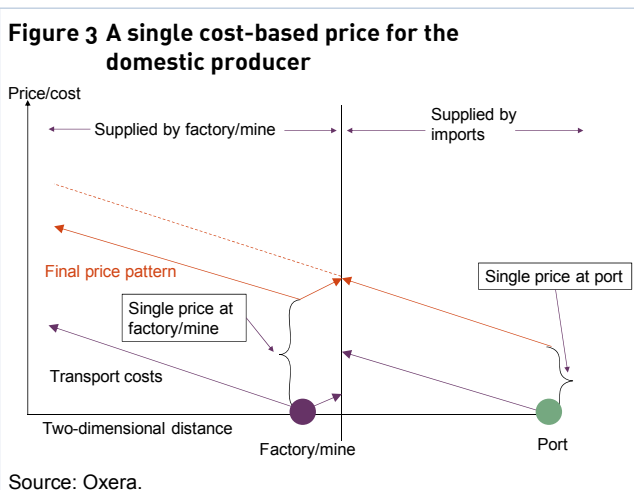 Figure 3 A single cost-based price for the
domestic producer
Price/cost
Supplied by factory/mine
Supplied by
imports
Final price pattern
Single price at port
Single price at
factory/mine
Transport costs
Two-dimensional distance
Factory/mine
Port
Source: Oxera.